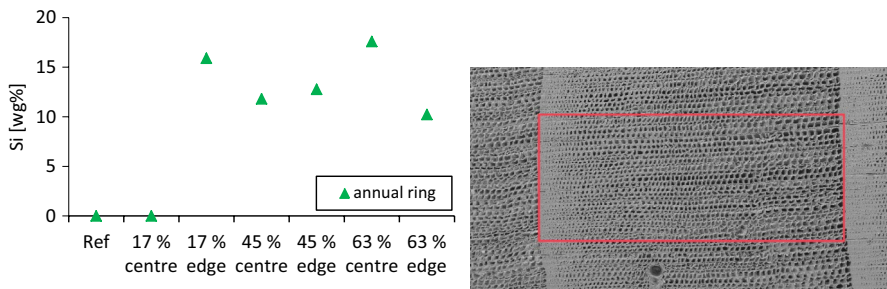 20
15
10
5
0
Si [wg%]
annual ring
Ref 17 % 17 % 45 % 45 % 63 % 63 %
centre edge centre edge centre edge